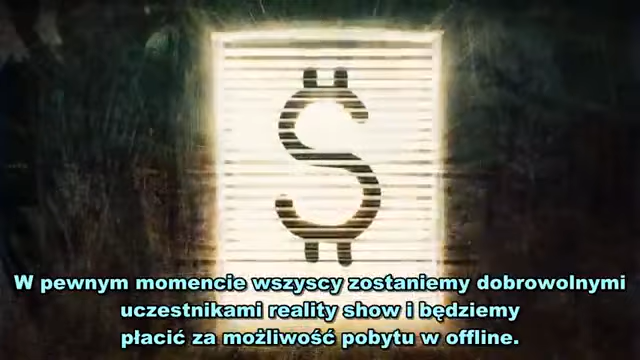 $
W pewnym momencie wszyscy zostaniemy dobrowolnymi
uczestnikami reality show i będziemy
płacić za możliwość pobytu w offline.